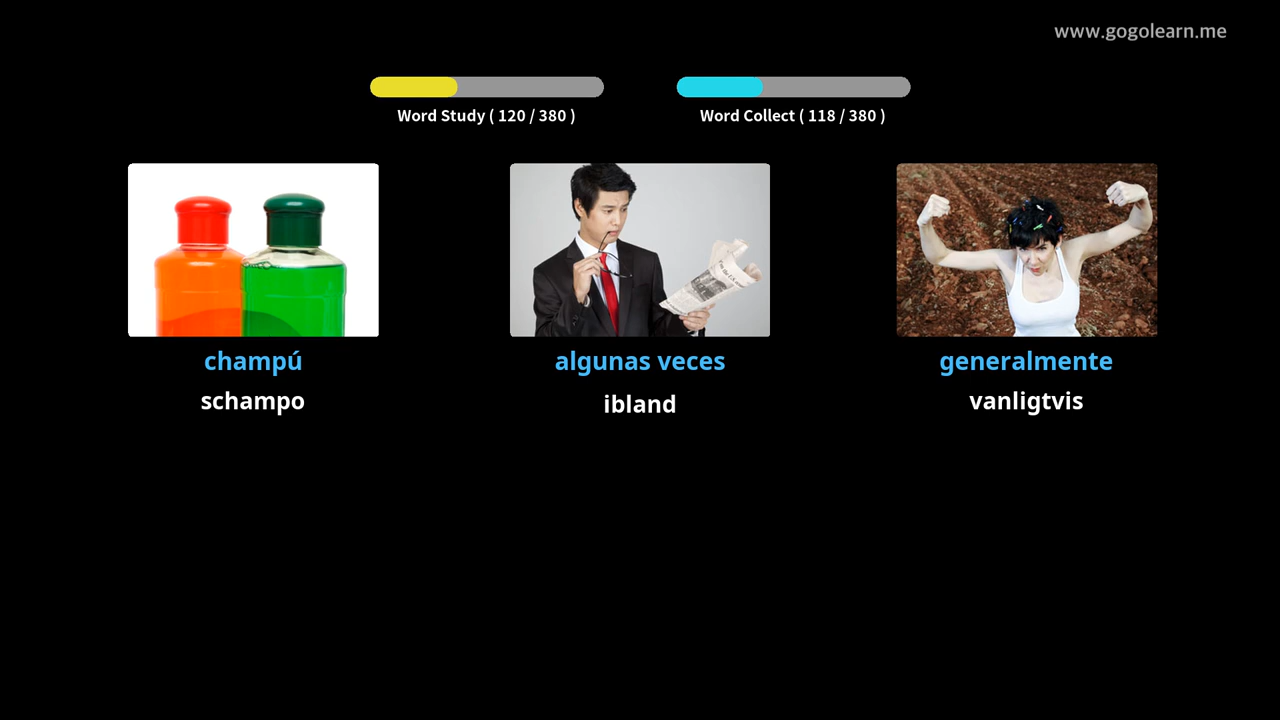 www.gogolearn.me
Word Study ( 120 / 380 )
Word Collect ( 118 / 380 )
champú
algunas veces
generalmente
schampo
ibland
vanligtvis